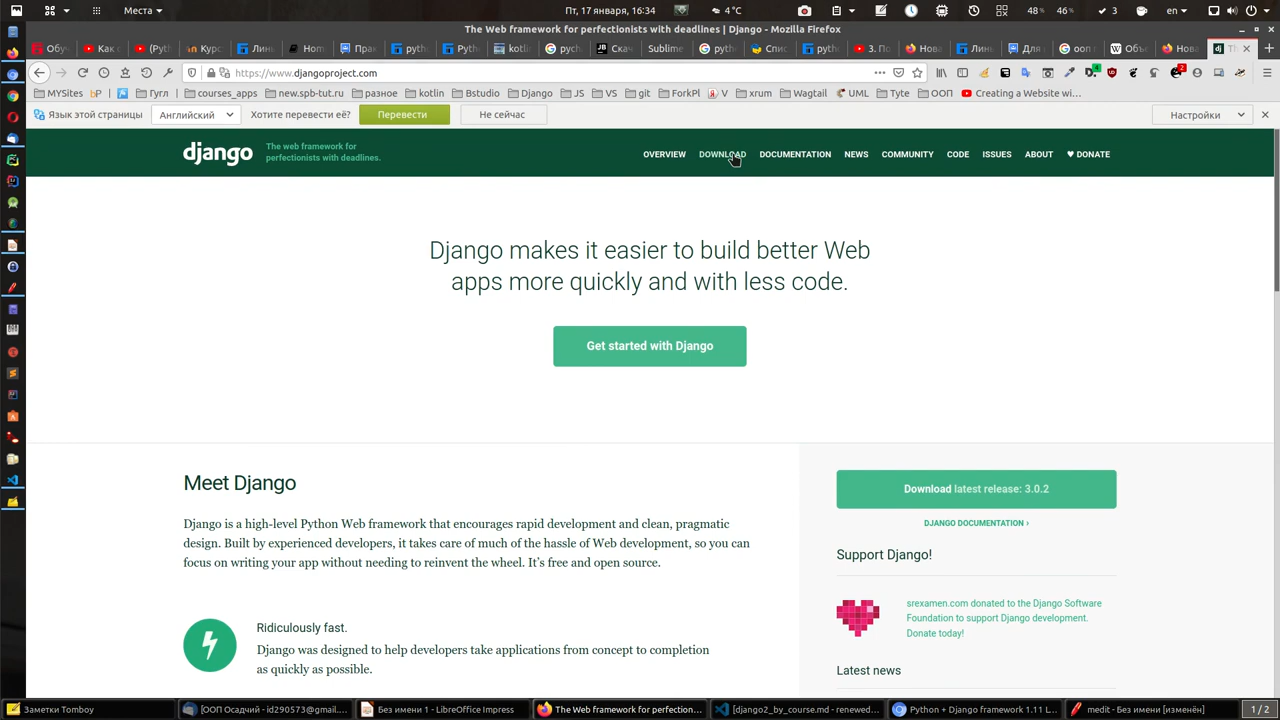 Места
Пт, 17 января, 16:34
4 °C
48%
46%
3
en
The Web framework for perfectionists with deadlines | Django - Mozilla Firefox
https://www.djangoproject.com
MYSites
Гугл
courses_apps
new.spb-tut.ru
разное
kotlin
Bstudio
Django
JS
VS
git
ForkPl
V
xrum
Wagtail
UML
Tyte
ООП
Creating a Website wi...
Язык этой страницы
Английский
Хотите перевести её?
Перевести
Не сейчас
Настройки
django
The web framework for
perfectionists with deadlines.
OVERVIEW
DOWNLOAD
DOCUMENTATION
NEWS
COMMUNITY
CODE
ISSUES
ABOUT
♥ DONATE
Django makes it easier to build better Web
apps more quickly and with less code.
Get started with Django
Meet Django
Django is a high-level Python Web framework that encourages rapid development and clean, pragmatic
design. Built by experienced developers, it takes care of much of the hassle of Web development, so you can
focus on writing your app without needing to reinvent the wheel. It's free and open source.
Ridiculously fast.
Django was designed to help developers take applications from concept to completion
as quickly as possible.
Download latest release: 3.0.2
DJANGO DOCUMENTATION ›
Support Django!
srexamen.com donated to the Django Software
Foundation to support Django development.
Donate today!
Latest news
Заметки Tomboy
[ООП Осадчий - id290573@gmail....
Без имени 1 - LibreOffice Impress
The Web framework for perfection...
[django2_by_course.md - renewed...
Python + Django framework 1.11 L...
medit - Без имени [изменён]
1 / 2